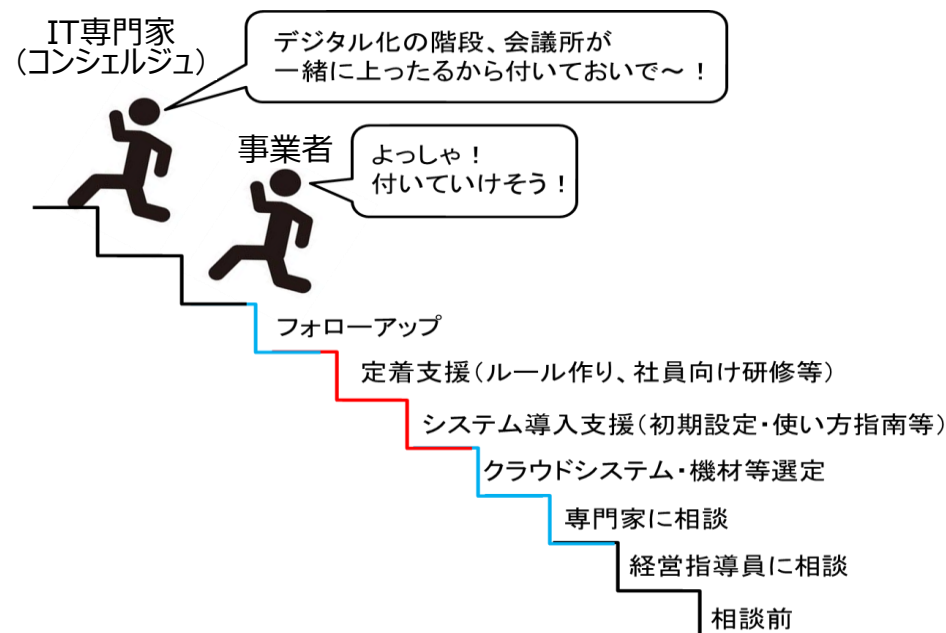 IT専門家
（コンシェルジュ）
デジタル化の階段、会議所が
一緒に上ったるから付いておいで～！
事業者
よっしゃ！
付いていけそう！
フォローアップ
定着支援（ルール作り、社員向け研修等）
システム導入支援（初期設定・使い方指南等）
クラウドシステム・機材等選定
専門家に相談
経営指導員に相談
相談前